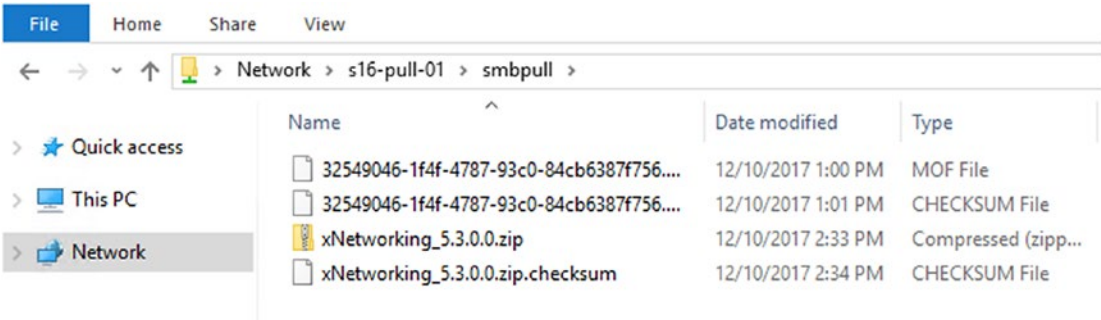 File Home Share View
Network > s16-pull-01 > smbpull >
Name Date modified Type
Quick access
This PC
Network
32549046-1f4f-4787-93c0-84cb6387f756.... 12/10/2017 1:00 PM MOF File
32549046-1f4f-4787-93c0-84cb6387f756.... 12/10/2017 1:01 PM CHECKSUM File
xNetworking_5.3.0.0.zip 12/10/2017 2:33 PM Compressed (zipp...
xNetworking_5.3.0.0.zip.checksum 12/10/2017 2:34 PM CHECKSUM File